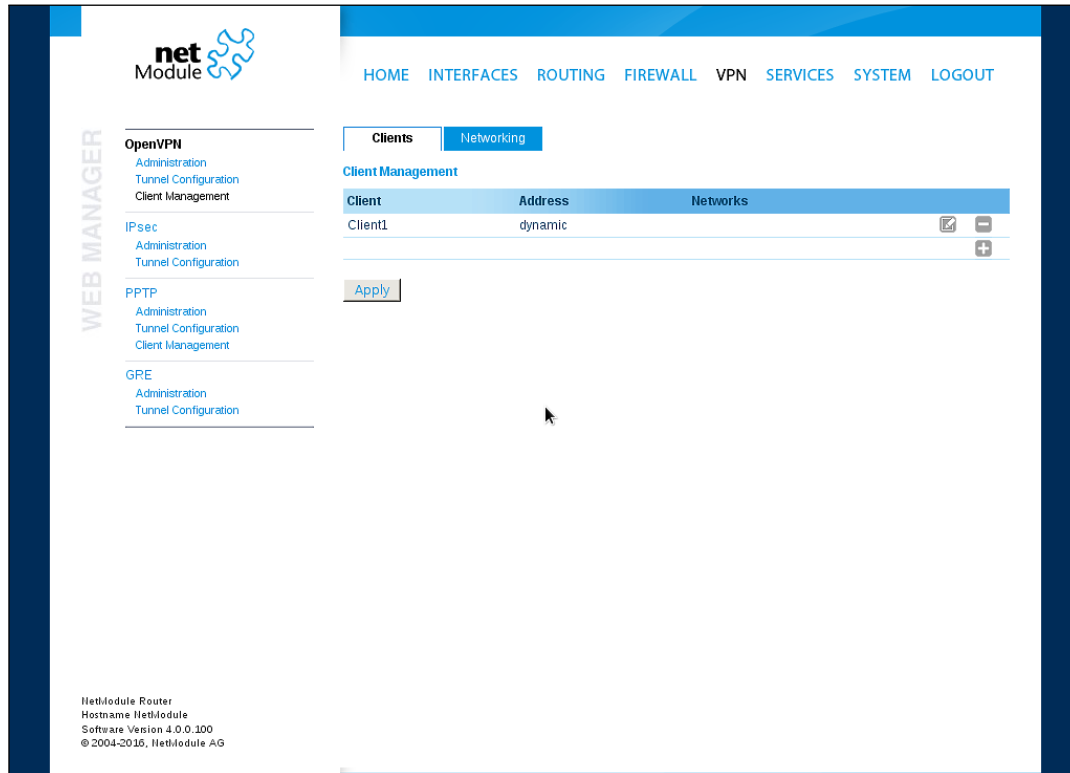 net
Module
HOME INTERFACES ROUTING FIREWALL VPN SERVICES SYSTEM LOGOUT
WEB MANAGER
OpenVPN
Administration
Tunnel Configuration
Client Management
IPsec
Administration
Tunnel Configuration
PPTP
Administration
Tunnel Configuration
Client Management
GRE
Administration
Tunnel Configuration
Clients Networking
Client Management
Client Address Networks
Client1 dynamic
Apply
NetModule Router
Hostname NetModule
Software Version 4.0.0.100
© 2004-2016, NetModule AG